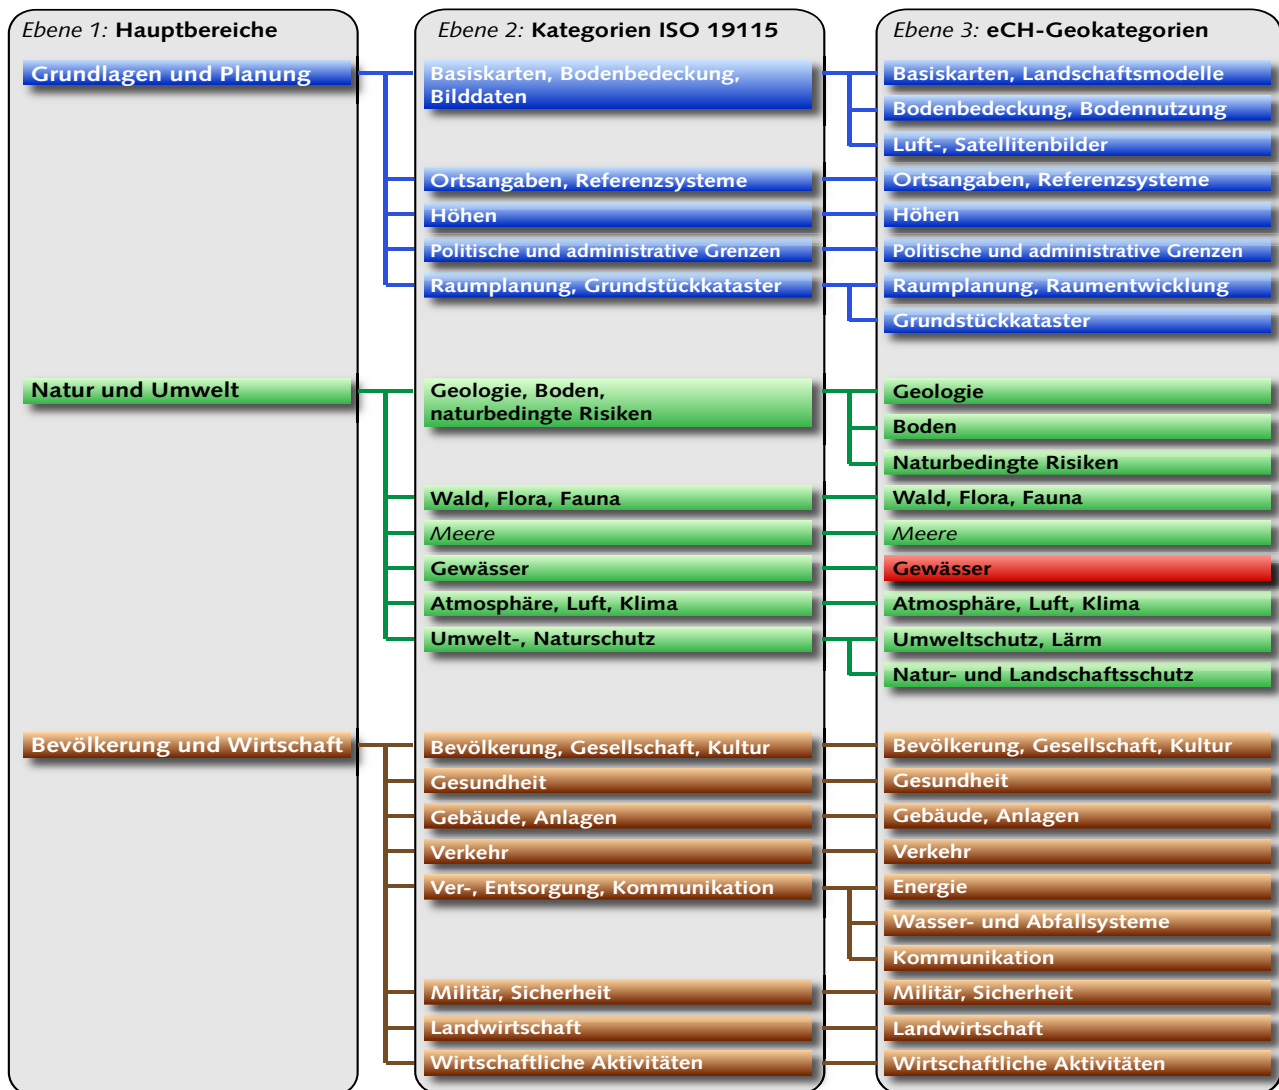 Ebene 1: Hauptbereiche
Grundlagen und Planung
Natur und Umwelt
Bevölkerung und Wirtschaft
Ebene 2: Kategorien ISO 19115
Basiskarten, Bodenbedeckung,
Bilddaten
Ortsangaben, Referenzsysteme
Höhen
Politische und administrative Grenzen
Raumplanung, Grundstückkataster
Geologie, Boden,
naturbedingte Risiken
Wald, Flora, Fauna
Meere
Gewässer
Atmosphäre, Luft, Klima
Umwelt-, Naturschutz
Bevölkerung, Gesellschaft, Kultur
Gesundheit
Gebäude, Anlagen
Verkehr
Ver-, Entsorgung, Kommunikation
Militär, Sicherheit
Landwirtschaft
Wirtschaftliche Aktivitäten
Ebene 3: eCH-Geokategorien
Basiskarten, Landschaftsmodelle
Bodenbedeckung, Bodennutzung
Luft-, Satellitenbilder
Ortsangaben, Referenzsysteme
Höhen
Politische und administrative Grenzen
Raumplanung, Raumentwicklung
Grundstückkataster
Geologie
Boden
Naturbedingte Risiken
Wald, Flora, Fauna
Meere
Gewässer
Atmosphäre, Luft, Klima
Umweltschutz, Lärm
Natur- und Landschaftsschutz
Bevölkerung, Gesellschaft, Kultur
Gesundheit
Gebäude, Anlagen
Verkehr
Energie
Wasser- und Abfallsysteme
Kommunikation
Militär, Sicherheit
Landwirtschaft
Wirtschaftliche Aktivitäten